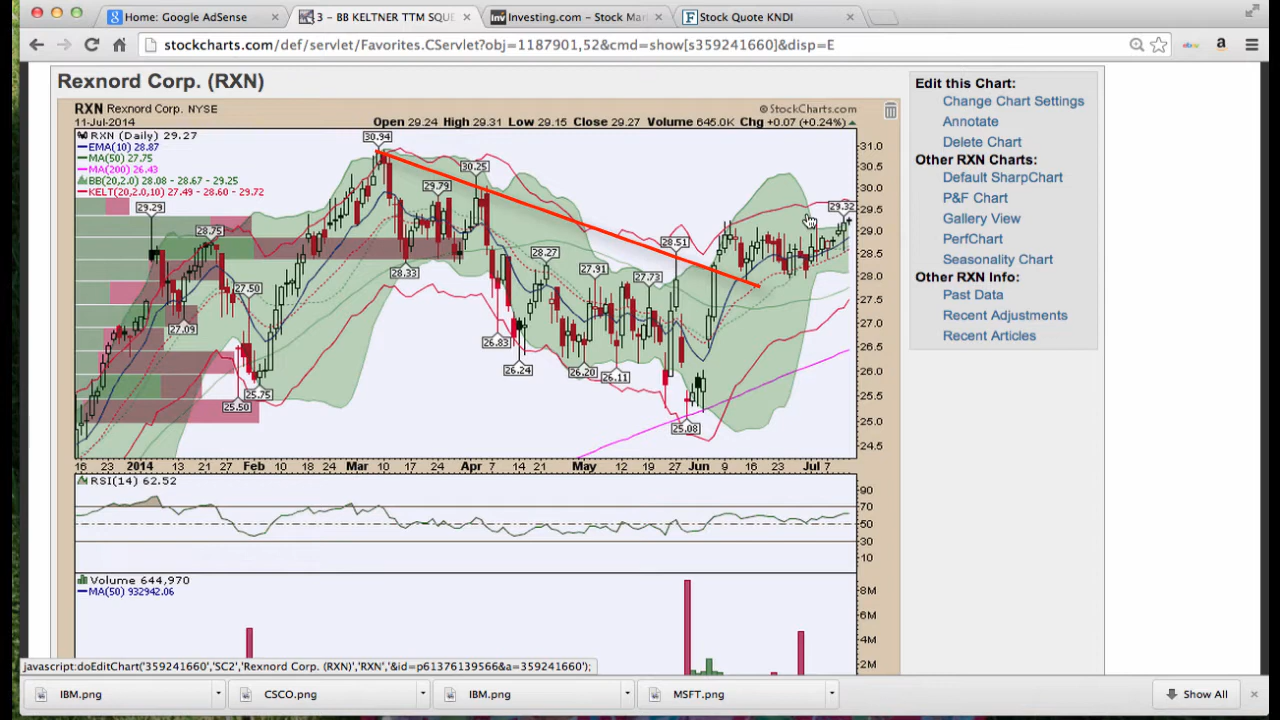 Home: Google AdSense
3 – BB KELTNER TTM SQUE
Investing.com – Stock Mar
Stock Quote KNDI
stockcharts.com/def/servlet/Favorites.CServlet?obj=1187901,52&cmd=show[s359241660]&disp=E
Rexnord Corp. (RXN)
RXN Rexnord Corp. NYSE
© StockCharts.com
11-Jul-2014
Open 29.24 High 29.31 Low 29.15 Close 29.27 Volume 645.0K Chg +0.07 (+0.24%)
RXN (Daily) 29.27
EMA(10) 28.87
MA(50) 27.75
MA(200) 26.43
BB(20,2.0) 28.08 - 28.67 - 29.25
KELT(20,2.0,10) 27.49 - 28.60 - 29.72
30.94
30.25
29.79
29.29
28.75
28.33
27.50
27.09
25.75
25.50
28.27
27.91
27.73
28.51
29.32
26.83
26.24
26.20
26.11
25.08
31.0
30.5
30.0
29.5
29.0
28.5
28.0
27.5
27.0
26.5
26.0
25.5
25.0
24.5
16 23 2014 13 21 27 Feb 10 18 24 Mar 10 17 24 Apr 7 14 21 May 12 19 27 Jun 9 16 23 Jul 7
RSI(14) 62.52
90
70
50
30
10
Volume 644,970
MA(50) 932942.06
8M
6M
4M
2M
Edit this Chart:
Change Chart Settings
Annotate
Delete Chart
Other RXN Charts:
Default SharpChart
P&F Chart
Gallery View
PerfChart
Seasonality Chart
Other RXN Info:
Past Data
Recent Adjustments
Recent Articles
javascript:doEditChart('359241660','SC2','Rexnord Corp. (RXN)','RXN','&id=p61376139566&a=359241660');
IBM.png
CSCO.png
IBM.png
MSFT.png
Show All